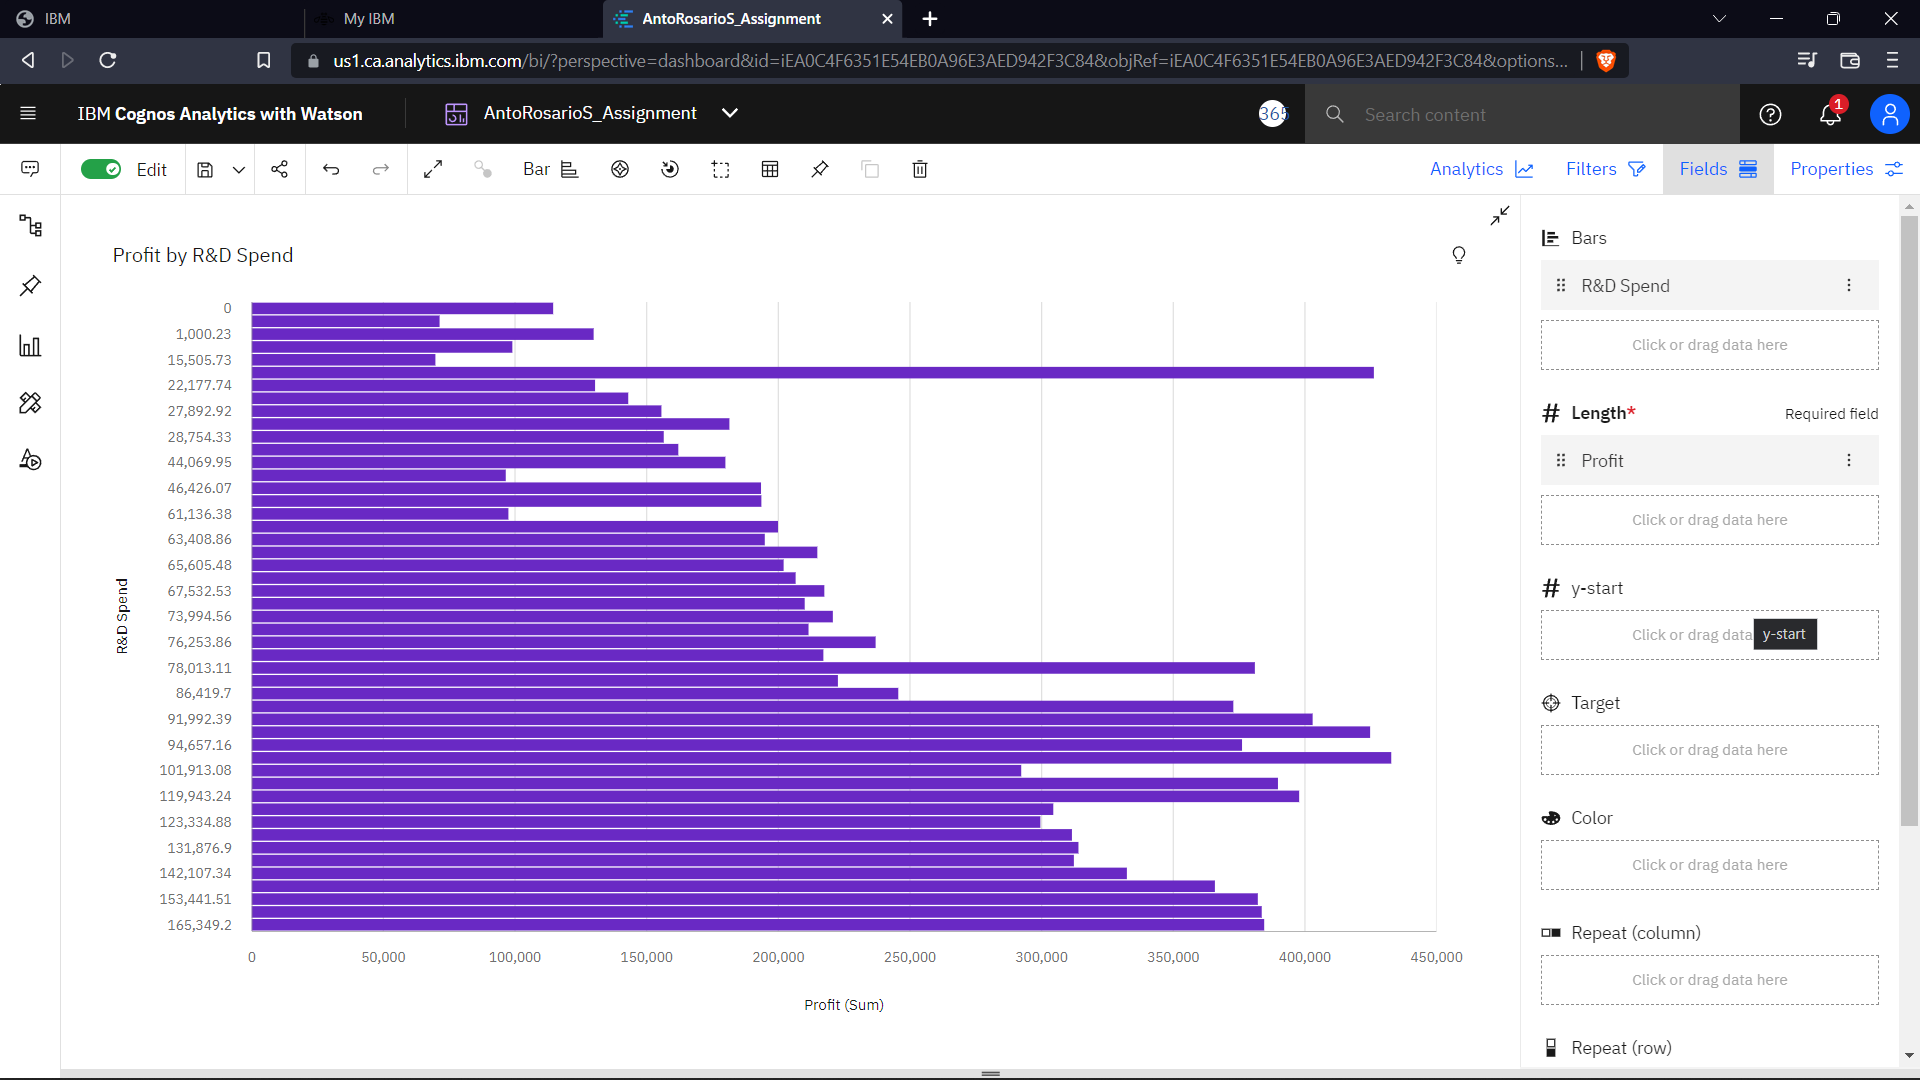 IBM
My IBM
AntoRosarioS_Assignment
us1.ca.analytics.ibm.com/bi/?perspective=dashboard&id=iEA0C4F6351E54EB0A96E3AED942F3C84&objRef=iEA0C4F6351E54EB0A96E3AED942F3C84&options...
IBM Cognos Analytics with Watson
AntoRosarioS_Assignment
365
Search content
1
Edit
Bar
Analytics
Filters
Fields
Properties
Profit by R&D Spend
R&D Spend
0
1,000.23
15,505.73
22,177.74
27,892.92
28,754.33
44,069.95
46,426.07
61,136.38
63,408.86
65,605.48
67,532.53
73,994.56
76,253.86
78,013.11
86,419.7
91,992.39
94,657.16
101,913.08
119,943.24
123,334.88
131,876.9
142,107.34
153,441.51
165,349.2
0 50,000 100,000 150,000 200,000 250,000 300,000 350,000 400,000 450,000
Profit (Sum)
Bars
R&D Spend
Click or drag data here
Length* Required field
Profit
Click or drag data here
y-start
Click or drag data
y-start
Target
Click or drag data here
Color
Click or drag data here
Repeat (column)
Click or drag data here
Repeat (row)